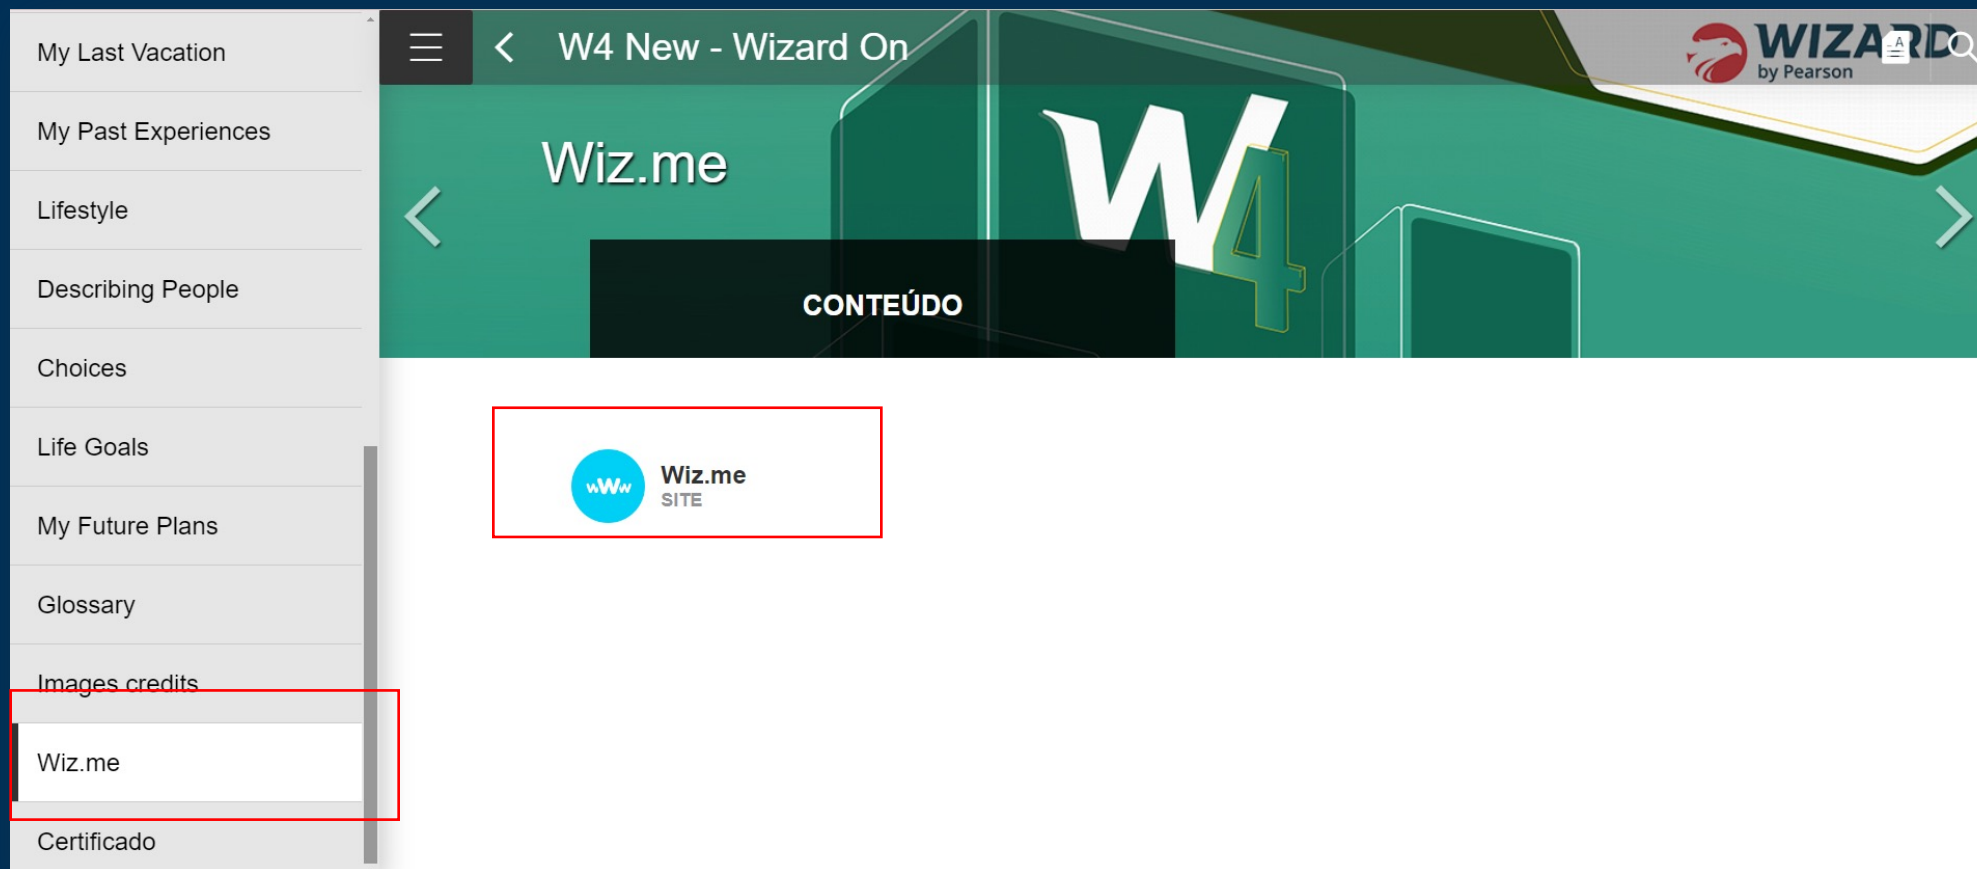 My Last Vacation
My Past Experiences
Lifestyle
Describing People
Choices
Life Goals
My Future Plans
Glossary
Images credits
Wiz.me
Certificado
W4 New - Wizard On
WIZARD
by Pearson
A
Wiz.me
W4
CONTEÚDO
wWw
Wiz.me
SITE